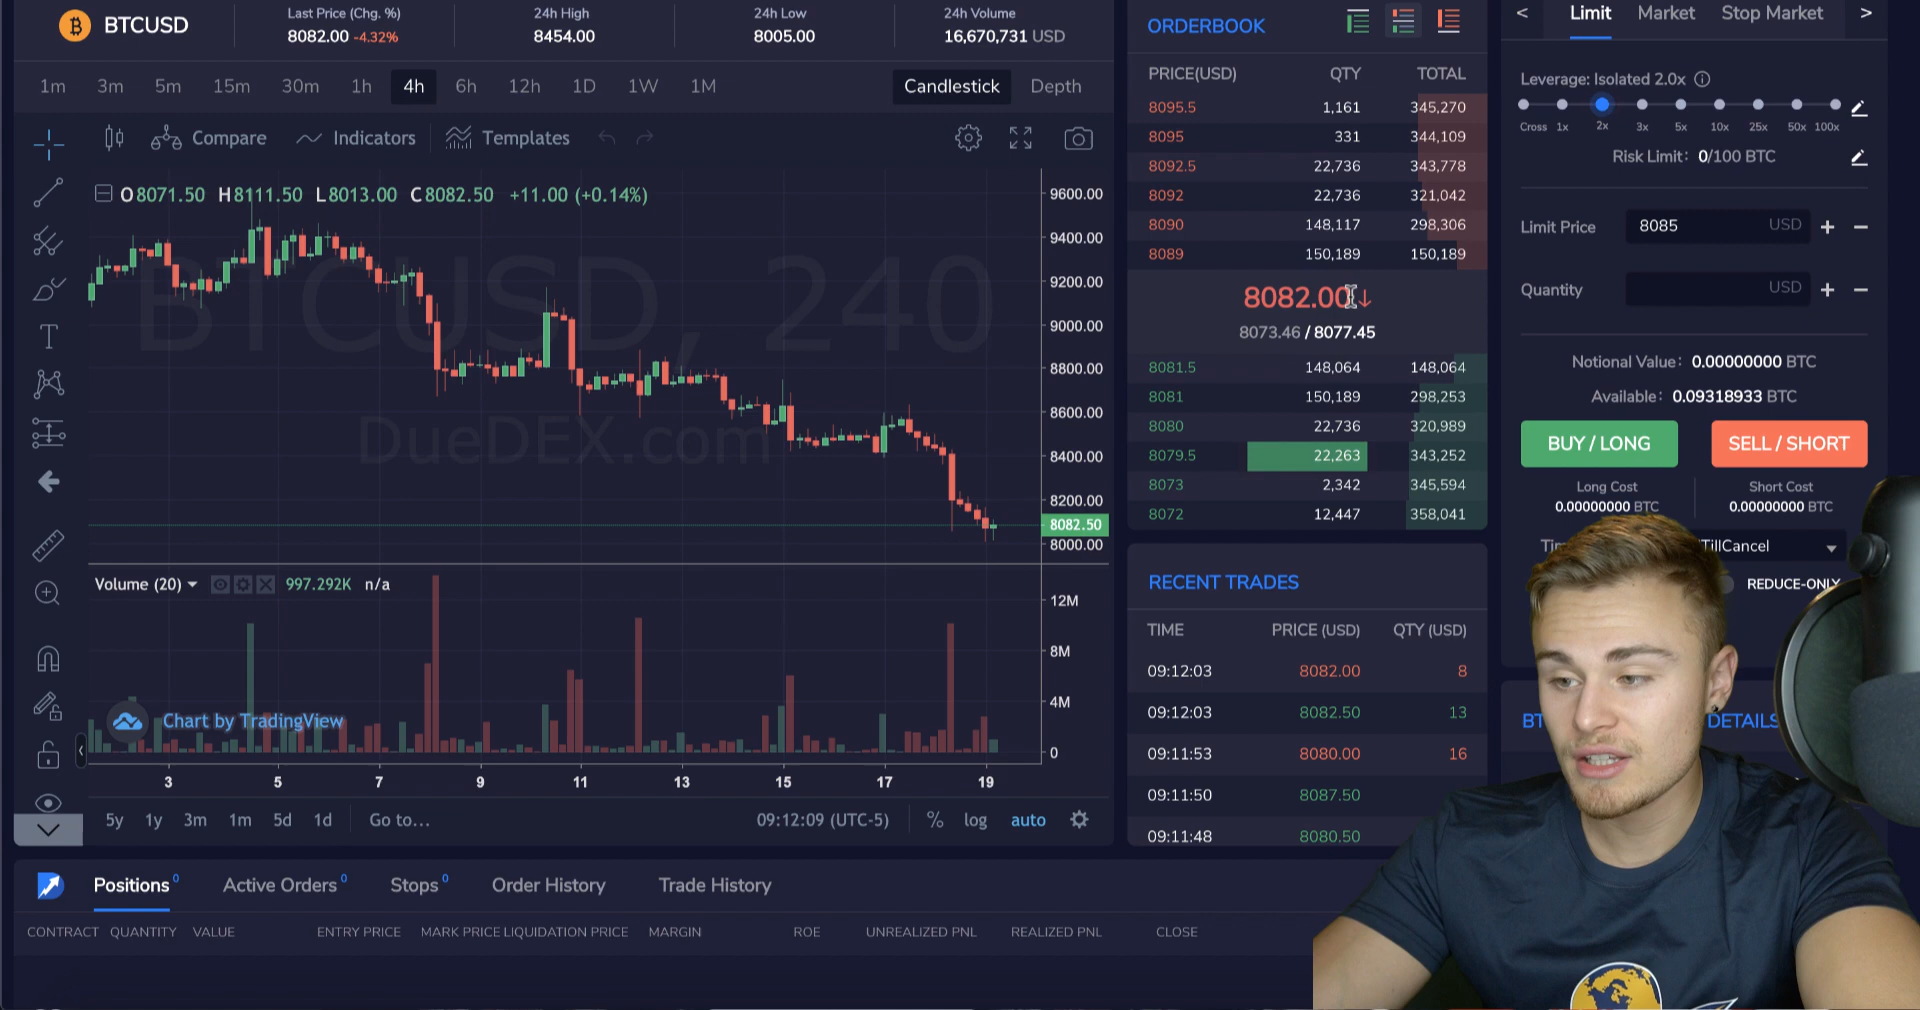 BTCUSD
Last Price (Chg. %)
8082.00 -4.32%
24h High
8454.00
24h Low
8005.00
24h Volume
16,670,731 USD
1m 3m 5m 15m 30m 1h 4h 6h 12h 1D 1W 1M
Candlestick Depth
Compare Indicators Templates
O8071.50 H8111.50 L8013.00 C8082.50 +11.00 (+0.14%)
BTCUSD, 240
DueDEX.com
9600.00
9400.00
9200.00
9000.00
8800.00
8600.00
8400.00
8200.00
8082.50
8000.00
Volume (20) 997.292K n/a
12M
8M
4M
0
Chart by TradingView
3 5 7 9 11 13 15 17 19
5y 1y 3m 1m 5d 1d Go to... 09:12:09 (UTC-5) % log auto
ORDERBOOK
PRICE(USD) QTY TOTAL
8095.5 1,161 345,270
8095 331 344,109
8092.5 22,736 343,778
8092 22,736 321,042
8090 148,117 298,306
8089 150,189 150,189
8082.00↓
8073.46 / 8077.45
8081.5 148,064 148,064
8081 150,189 298,253
8080 22,736 320,989
8079.5 22,263 343,252
8073 2,342 345,594
8072 12,447 358,041
RECENT TRADES
TIME PRICE (USD) QTY (USD)
09:12:03 8082.00 8
09:12:03 8082.50 13
09:11:53 8080.00 16
09:11:50 8087.50
09:11:48 8080.50
< Limit Market Stop Market >
Leverage: Isolated 2.0x
Cross 1x 2x 3x 5x 10x 25x 50x 100x
Risk Limit: 0/100 BTC
Limit Price 8085 USD + −
Quantity USD + −
Notional Value: 0.00000000 BTC
Available: 0.09318933 BTC
BUY / LONG SELL / SHORT
Long Cost Short Cost
0.00000000 BTC 0.00000000 BTC
TillCancel
REDUCE-ONLY
DETAILS
Positions 0 Active Orders 0 Stops 0 Order History Trade History
CONTRACT QUANTITY VALUE ENTRY PRICE MARK PRICE LIQUIDATION PRICE MARGIN ROE UNREALIZED PNL REALIZED PNL CLOSE